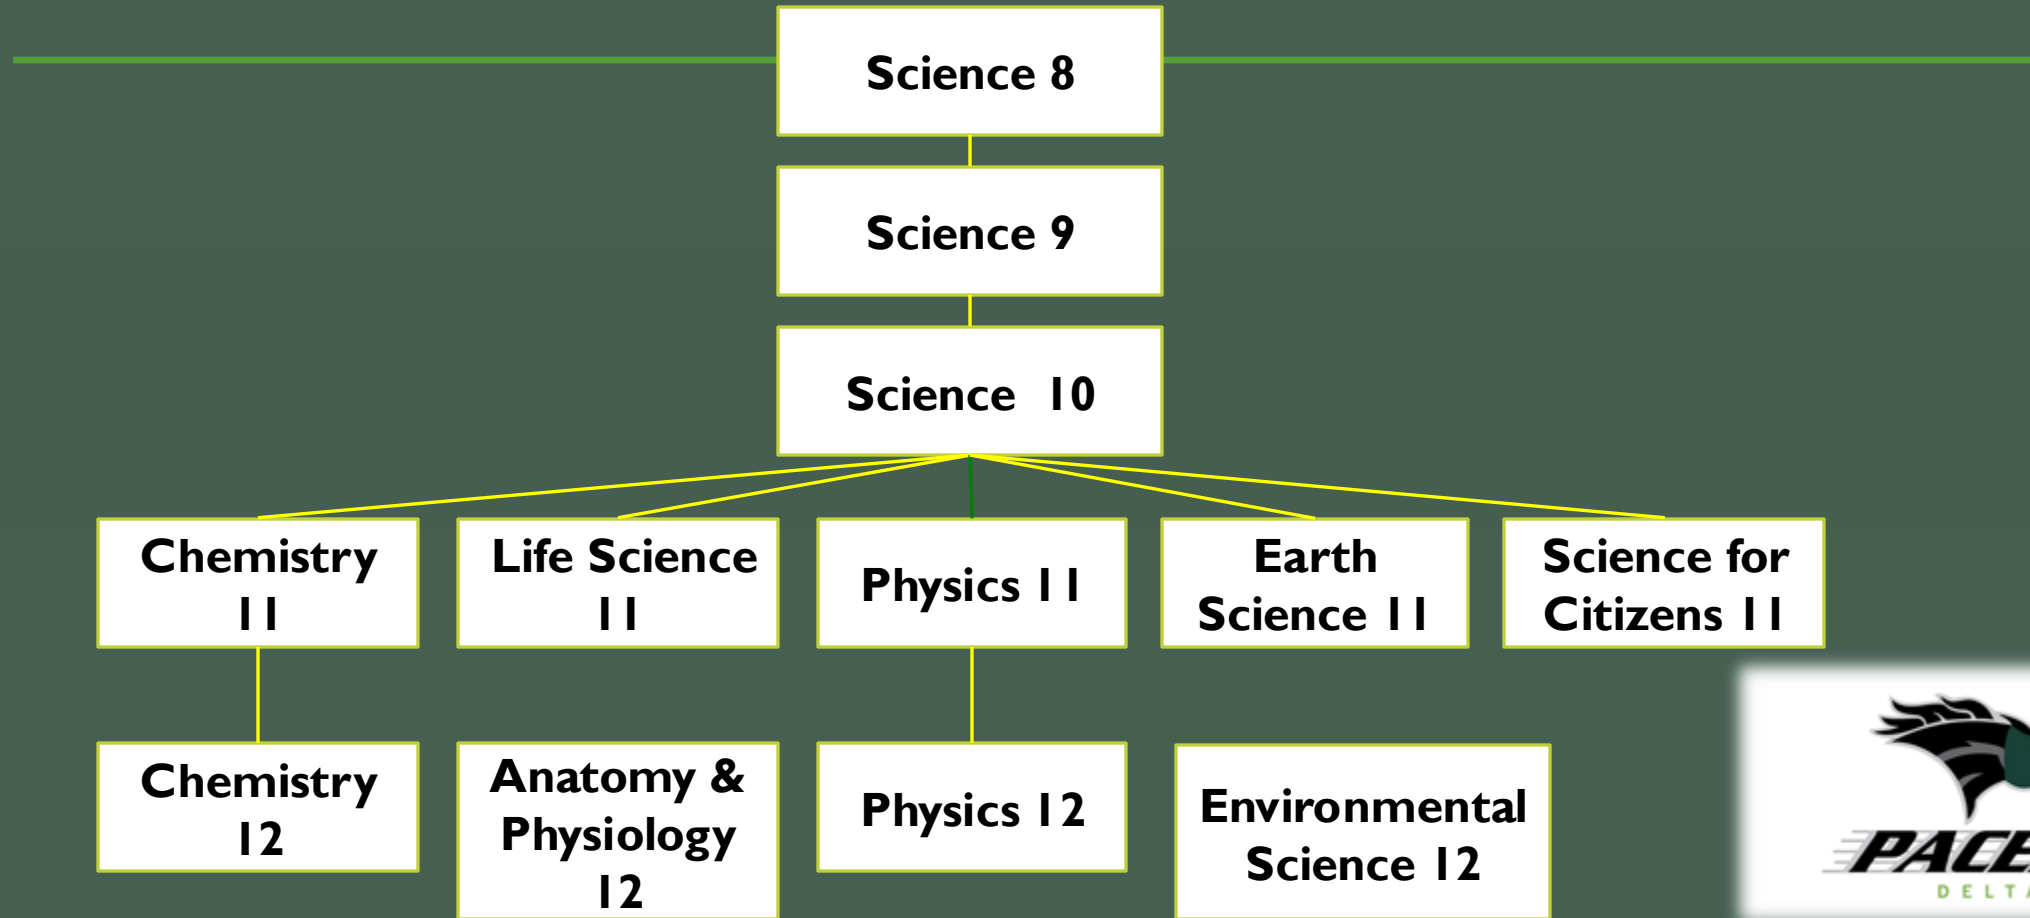 Science 8
Science 9
Science 10
Chemistry
11
Life Science
11
Physics 11
Earth
Science 11
Science for
Citizens 11
Chemistry
12
Anatomy &
Physiology
12
Physics 12
Environmental
Science 12